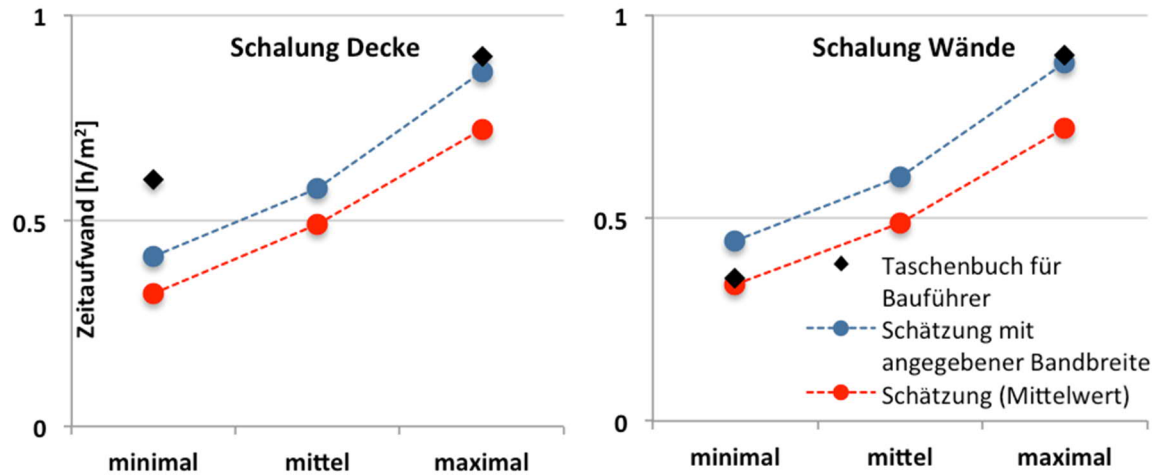 Schalung Decke
1
0.5
0
Zeitaufwand [h/m²]
minimal
mittel
maximal
Schalung Wände
1
0.5
0
Taschenbuch für
Bauführer
Schätzung mit
angegebener Bandbreite
Schätzung (Mittelwert)
minimal
mittel
maximal